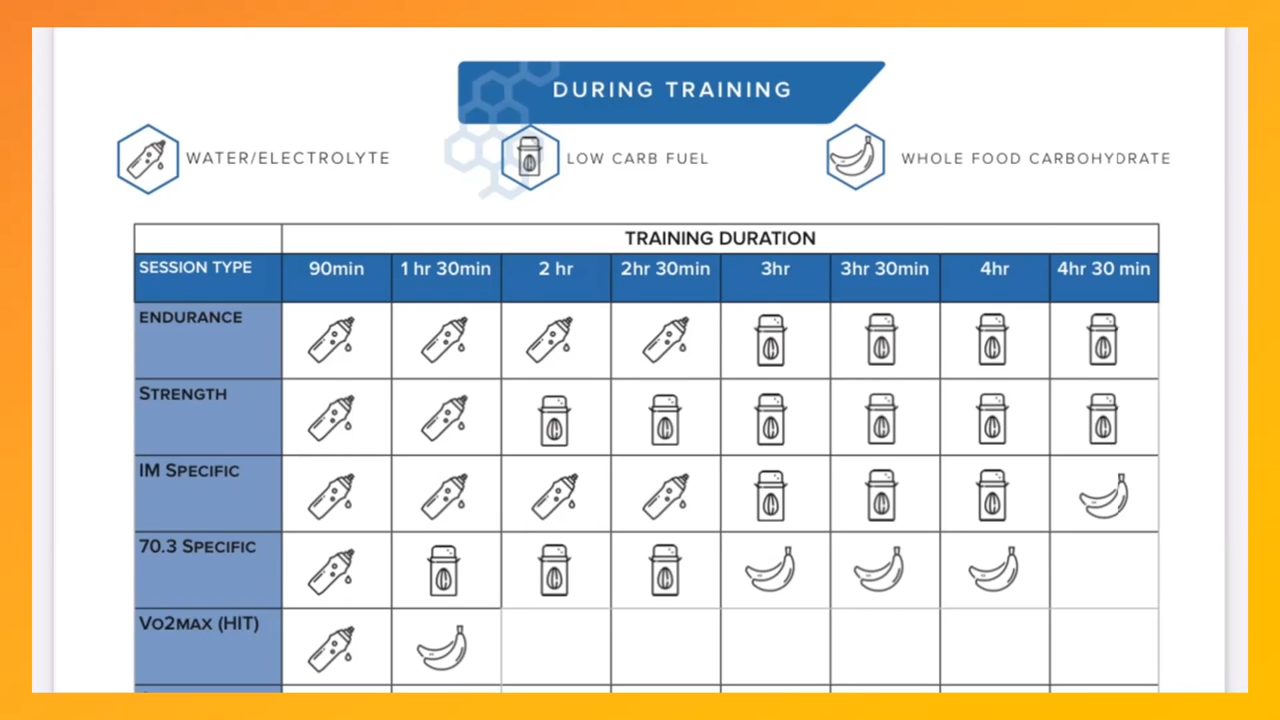 DURING TRAINING
WATER/ELECTROLYTE LOW CARB FUEL WHOLE FOOD CARBOHYDRATE
TRAINING DURATION
SESSION TYPE 90min 1 hr 30min 2 hr 2hr 30min 3hr 3hr 30min 4hr 4hr 30 min
ENDURANCE
STRENGTH
IM SPECIFIC
70.3 SPECIFIC
VO2MAX (HIT)